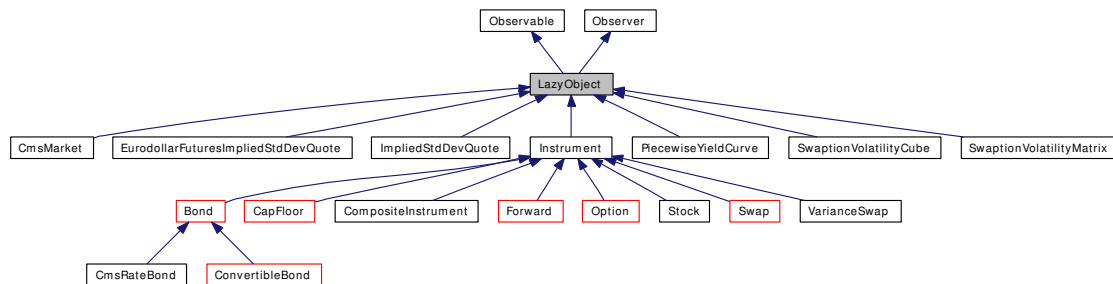 Observable
Observer
LazyObject
CmsMarket
EurodollarFuturesImpliedStdDevQuote
ImpliedStdDevQuote
Instrument
PiecewiseYieldCurve
SwaptionVolatilityCube
SwaptionVolatilityMatrix
Bond
CapFloor
CompositeInstrument
Forward
Option
Stock
Swap
VarianceSwap
CmsRateBond
ConvertibleBond